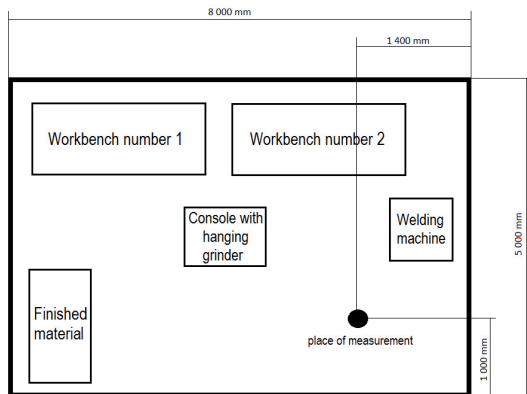 8 000 mm
1 400 mm
Workbench number 1
Workbench number 2
Console with
hanging
grinder
Welding
machine
5 000 mm
Finished
material
place of measurement
1 000 mm